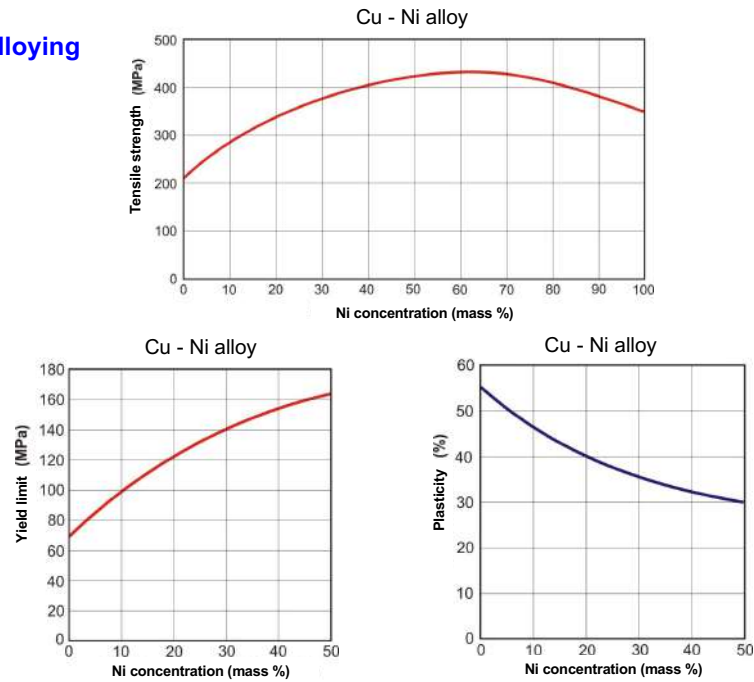 Cu - Ni alloy
lloying
500
400
300
200
100
0
Tensile strength (MPa)
0 10 20 30 40 50 60 70 80 90 100
Ni concentration (mass %)
Cu - Ni alloy
180
160
140
120
100
80
60
40
20
0
Yield limit (MPa)
0 10 20 30 40 50
Ni concentration (mass %)
Cu - Ni alloy
60
50
40
30
20
10
0
Plasticity (%)
0 10 20 30 40 50
Ni concentration (mass %)